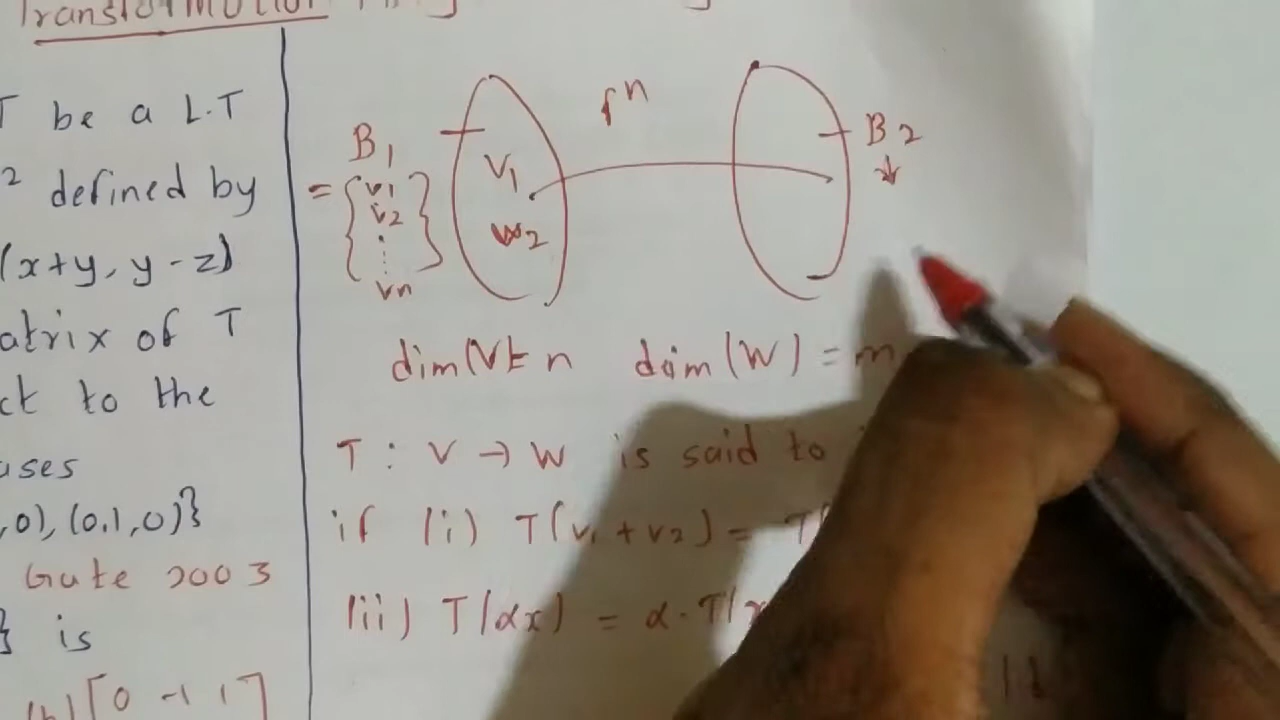 Transformation
T be a L.T
2 defined by
(x+y, y-z)
atrix of T
ct to the
ases
,0), (0,1,0)}
Gate 2003
} is
(b) [0 -1 1]
B1
= {v1
v2
⋮
vn}
V1
w2
fn
B2
↓
dim(V)= n dim(W) = m
T : V → W is said to
if (i) T(v1 + v2) = T(
(ii) T(αx) = α·T(x